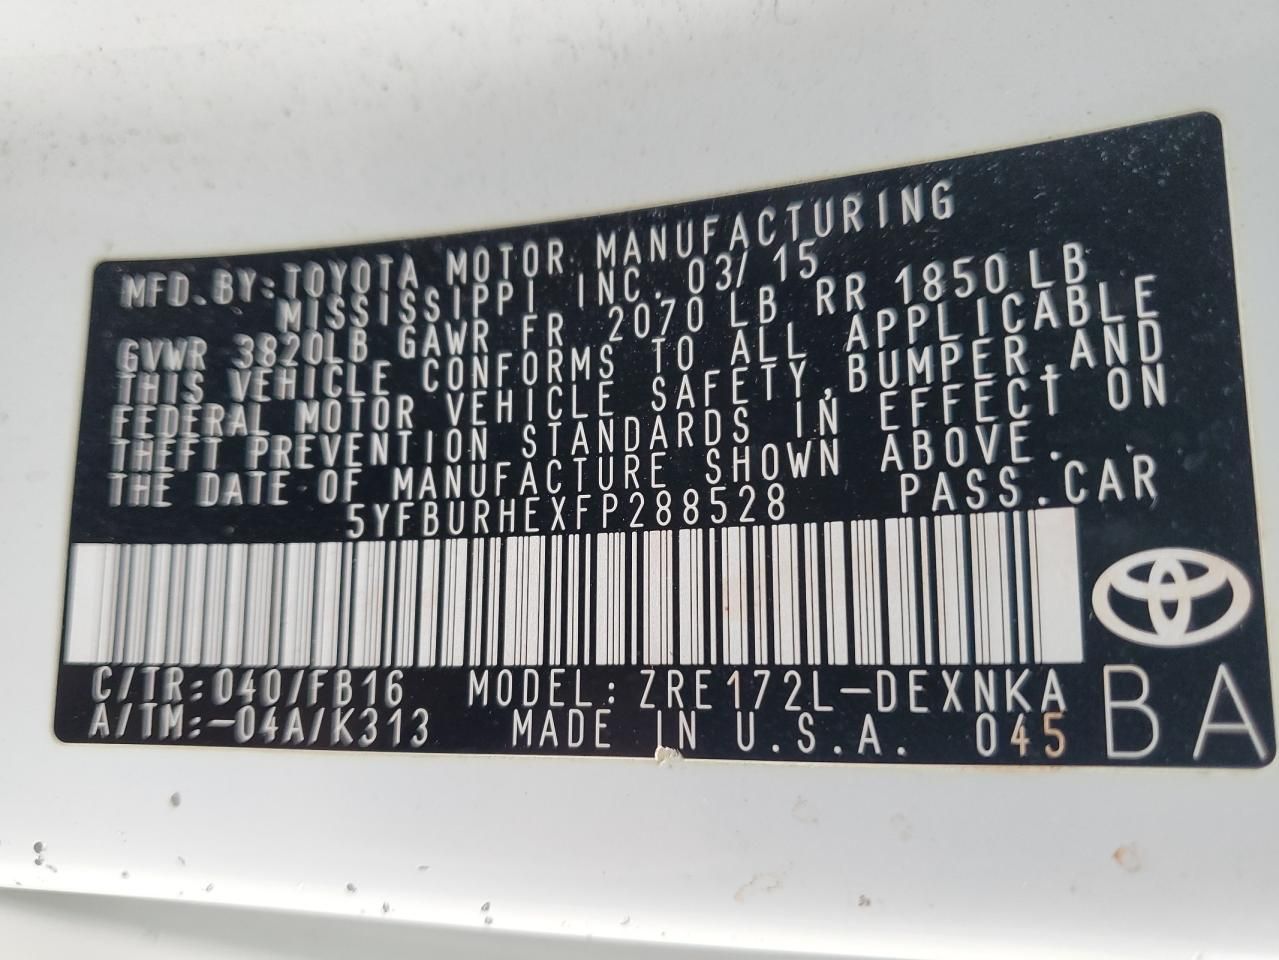 MFD. BY: TOYOTA MOTOR MANUFACTURING
MISSISSIPPI INC. 03/ 15
GVWR 3820LB GAWR FR 2070 LB RR 1850 LB
THIS VEHICLE CONFORMS TO ALL APPLICABLE
FEDERAL MOTOR VEHICLE SAFETY, BUMPER, AND
THEFT PREVENTION STANDARDS IN EFFECT ON
THE DATE OF MANUFACTURE SHOWN ABOVE.
5YFBURHEXFP288528 PASS. CAR
C/TR: 040/FB16 MODEL: ZRE172L-DEXNKA
A/TM: -04A/K313 MADE IN U.S.A. 045
BA